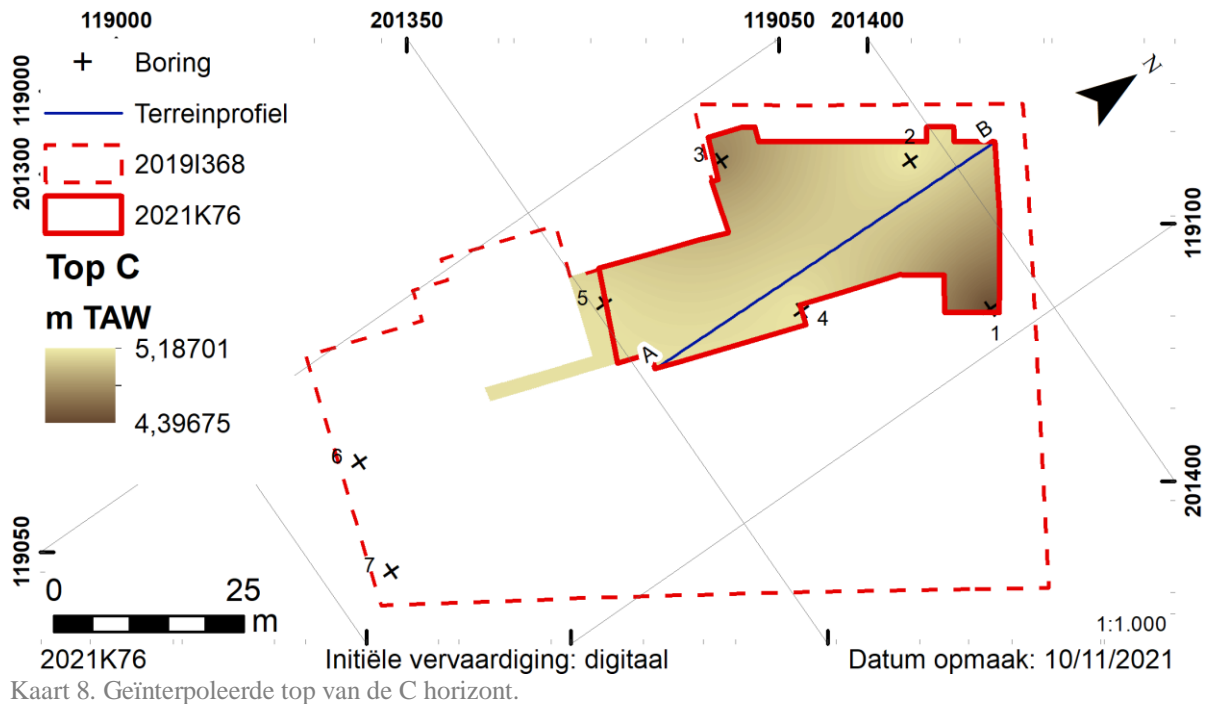 119000
201350
119050
201400
N
Boring
Terreinprofiel
2019I368
2021K76
119000
201300
Top C
m TAW
5,18701
4,39675
3
2
B
119100
5
4
1
A
6
7
201400
119050
0 25
m
1:1.000
2021K76
Initiële vervaardiging: digitaal
Datum opmaak: 10/11/2021
Kaart 8. Geïnterpoleerde top van de C horizont.